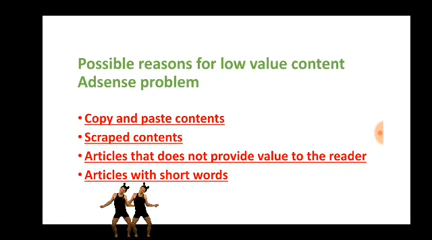 Possible reasons for low value content
Adsense problem
• Copy and paste contents
• Scraped contents
• Articles that does not provide value to the reader
• Articles with short words